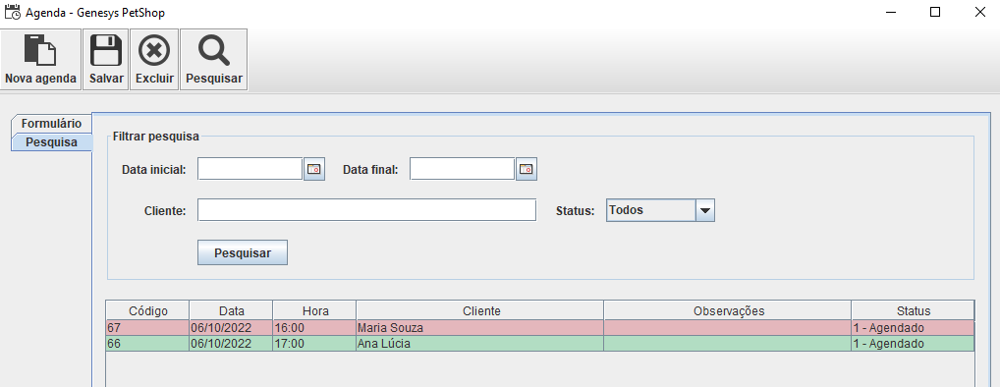 Agenda - Genesys PetShop
Nova agenda Salvar Excluir Pesquisar
Formulário
Pesquisa
Filtrar pesquisa
Data inicial: Data final:
Cliente: Status: Todos
Pesquisar
Código Data Hora Cliente Observações Status
67 06/10/2022 16:00 Maria Souza 1 - Agendado
66 06/10/2022 17:00 Ana Lúcia 1 - Agendado